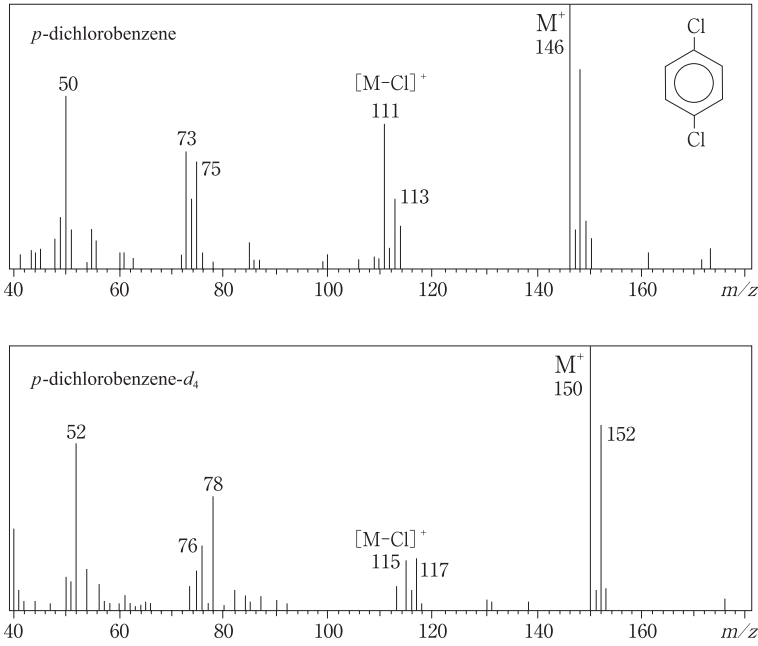 p-dichlorobenzene
M+
146
Cl
Cl
50
[M-Cl]+
111
73
75
113
40 60 80 100 120 140 160 m/z
p-dichlorobenzene-d4
M+
150
52
152
78
76
[M-Cl]+
115
117
40 60 80 100 120 140 160 m/z